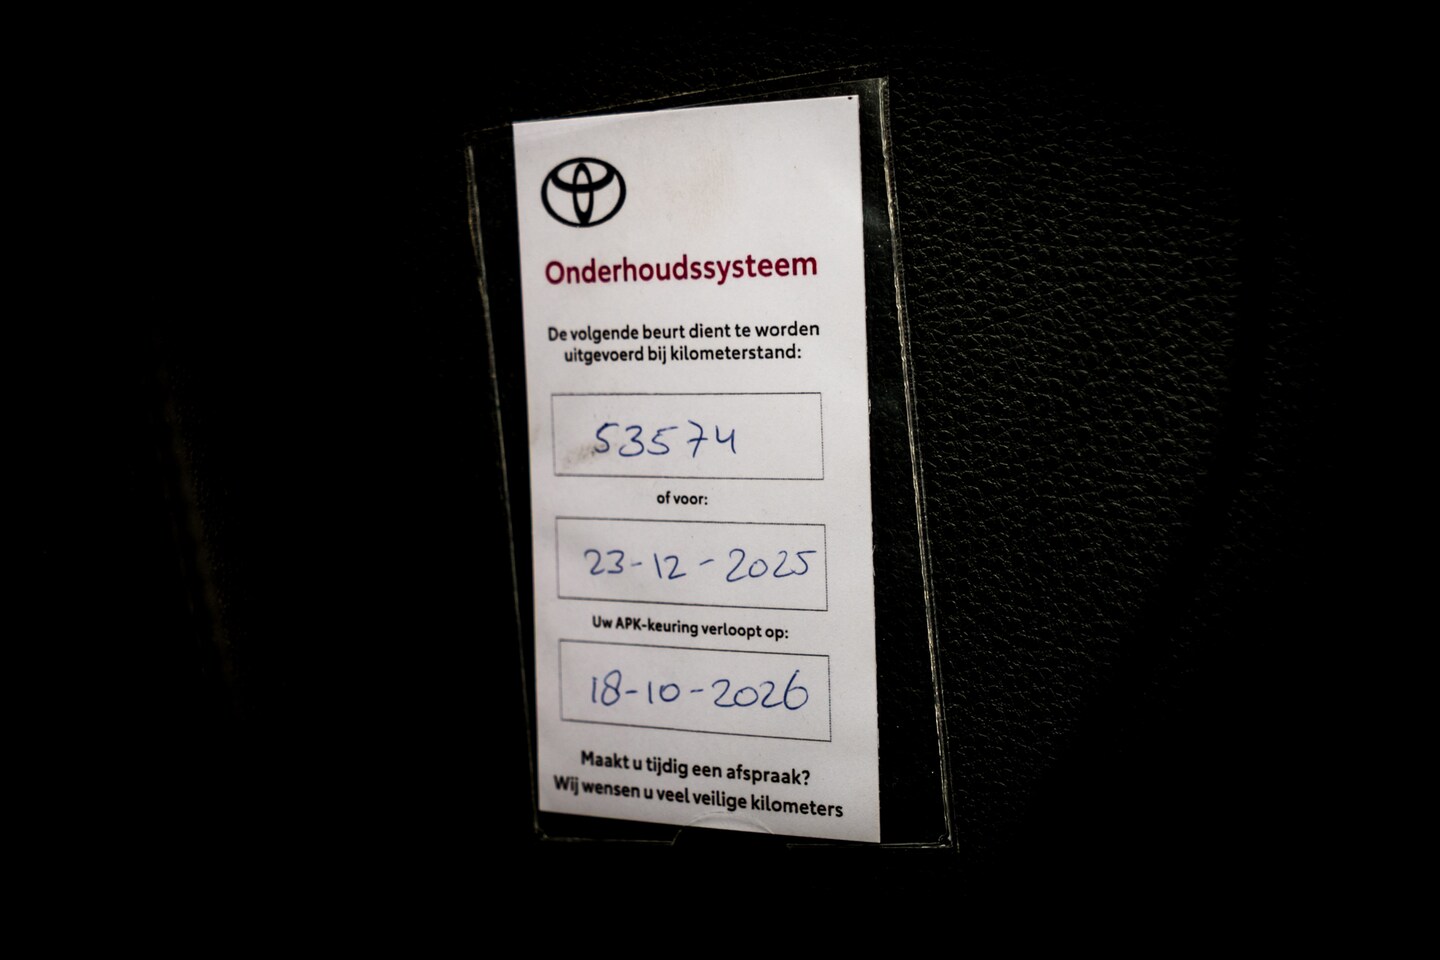 Onderhoudssysteem
De volgende beurt dient te worden
uitgevoerd bij kilometerstand:
53574
of voor:
23-12-2025
Uw APK-keuring verloopt op:
18-10-2026
Maakt u tijdig een afspraak?
Wij wensen u veel veilige kilometers